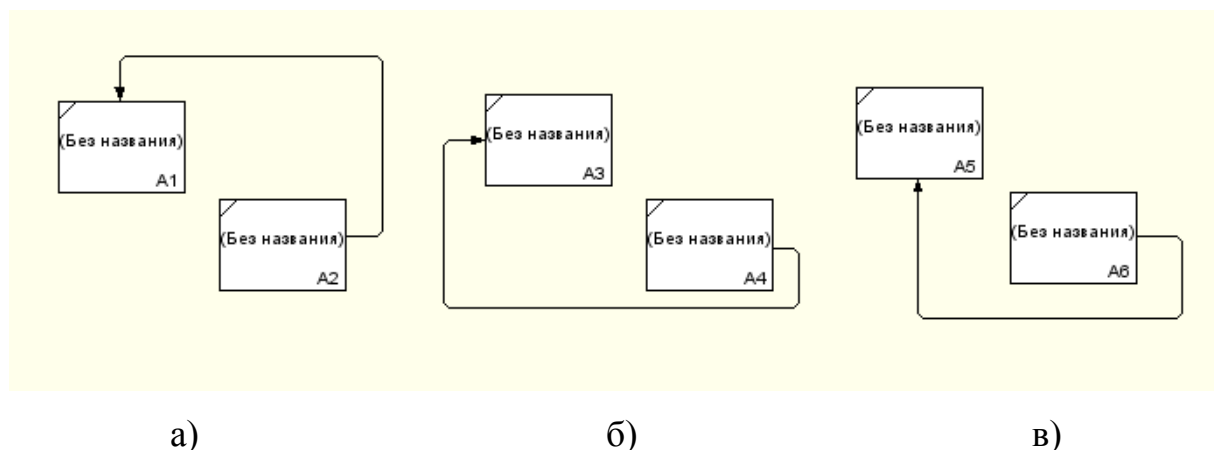 (Без названия)
A1
(Без названия)
A2
(Без названия)
A3
(Без названия)
A4
(Без названия)
A5
(Без названия)
A6
а) б) в)